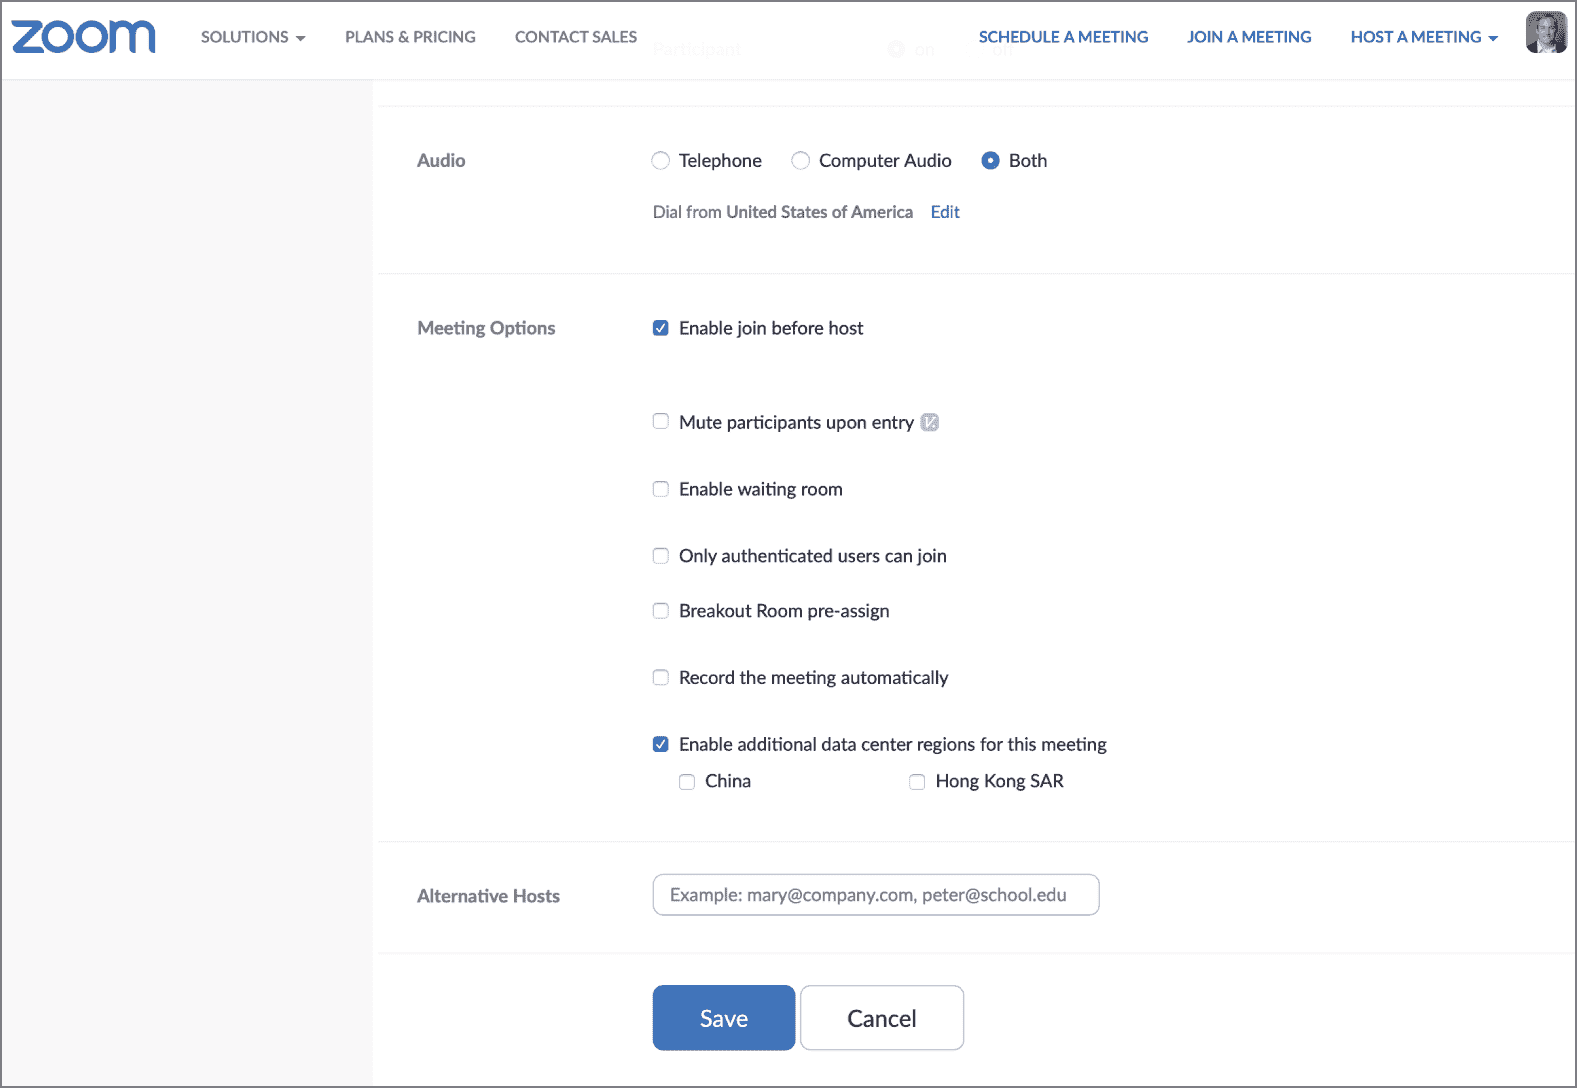 zoom SOLUTIONS PLANS & PRICING CONTACT SALES SCHEDULE A MEETING JOIN A MEETING HOST A MEETING
Participant on off
Audio Telephone Computer Audio Both
Dial from United States of America Edit
Meeting Options Enable join before host
Mute participants upon entry
Enable waiting room
Only authenticated users can join
Breakout Room pre-assign
Record the meeting automatically
Enable additional data center regions for this meeting
China Hong Kong SAR
Alternative Hosts Example: mary@company.com, peter@school.edu
Save Cancel